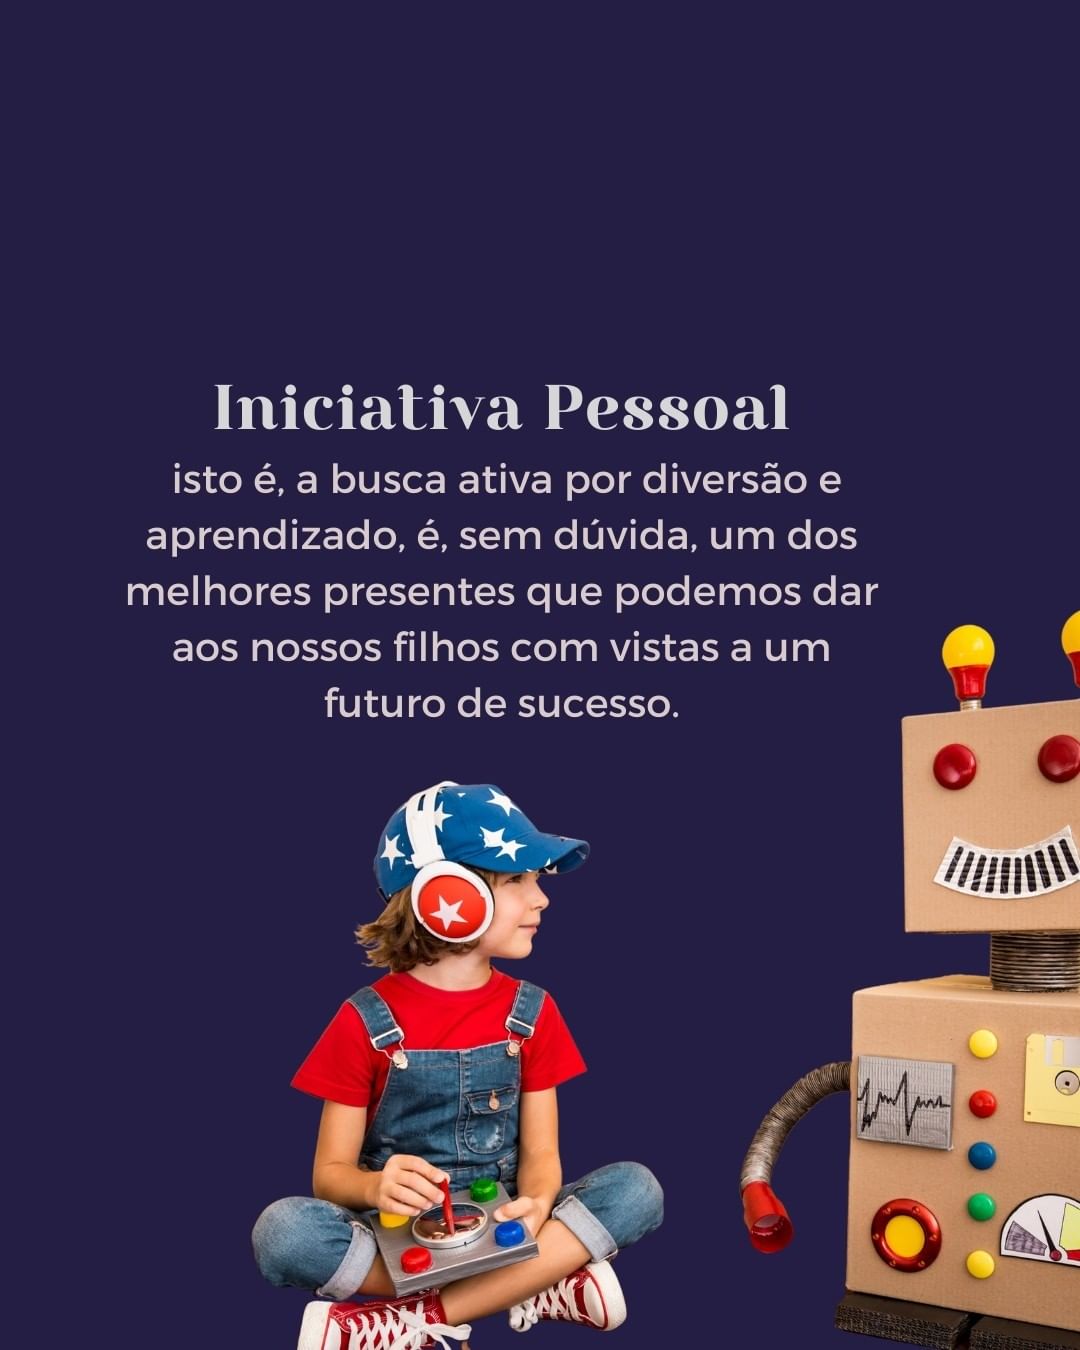 Iniciativa Pessoal
isto é, a busca ativa por diversão e
aprendizado, é, sem dúvida, um dos
melhores presentes que podemos dar
aos nossos filhos com vistas a um
futuro de sucesso.